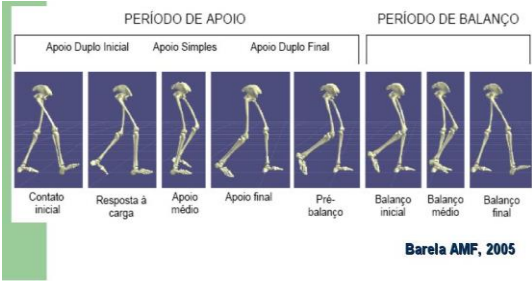 PERÍODO DE APOIO
PERÍODO DE BALANÇO
Apoio Duplo Inicial
Apoio Simples
Apoio Duplo Final
Contato inicial
Resposta à carga
Apoio médio
Apoio final
Pré-balanço
Balanço inicial
Balanço médio
Balanço final
Barela AMF, 2005